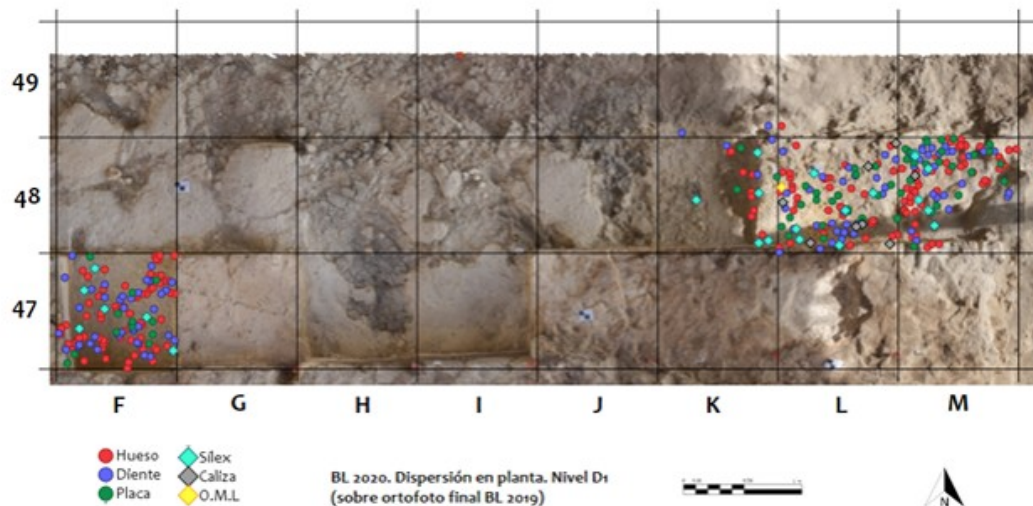 49
48
47
F G H I J K L M
Hueso Sílex
Diente Caliza
Placa O.M.L
BL 2020. Dispersión en planta. Nivel D1
(sobre ortofoto final BL 2019)
N